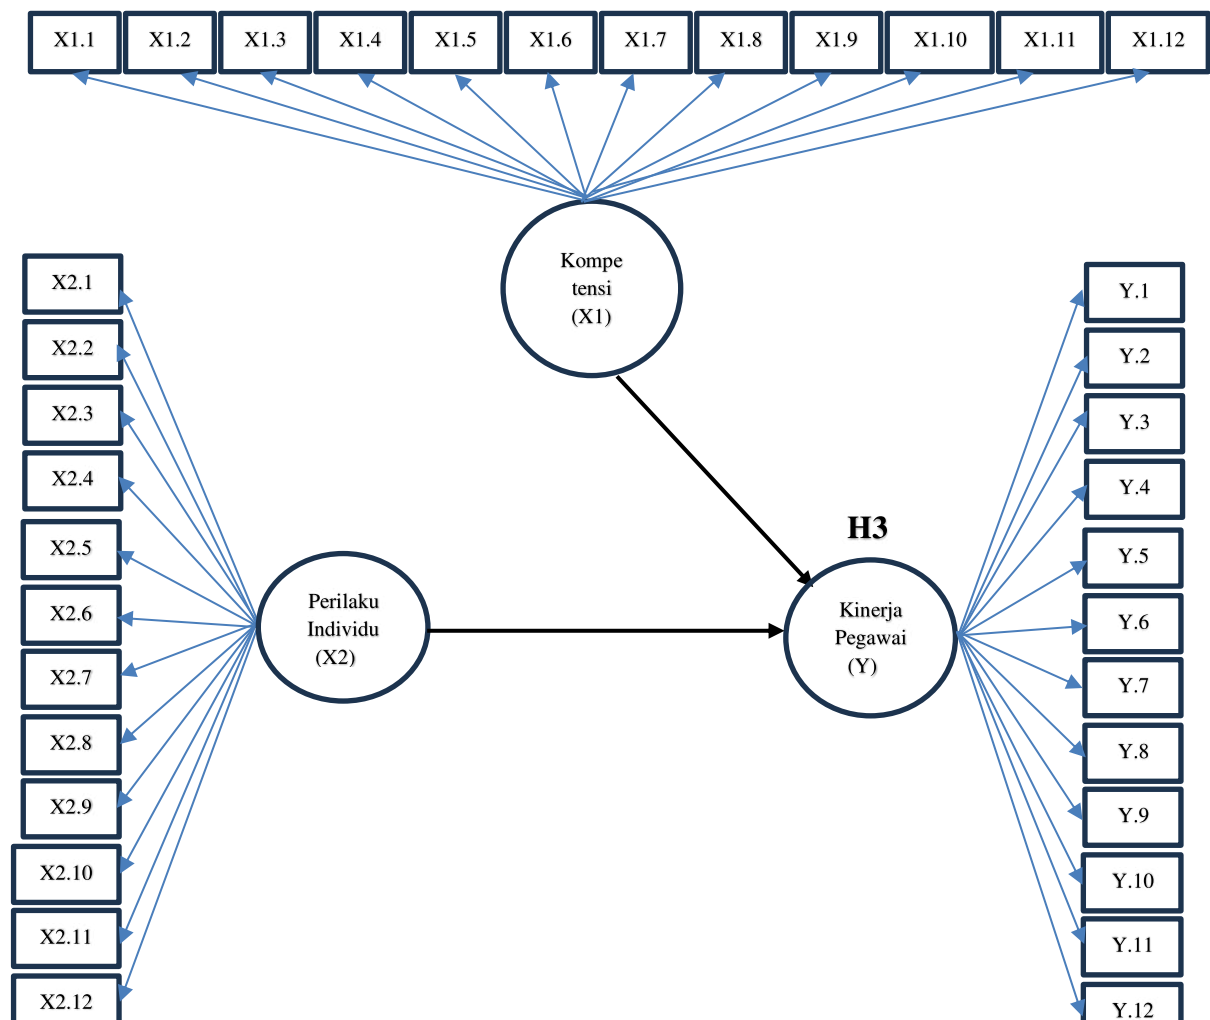 X1.1 X1.2 X1.3 X1.4 X1.5 X1.6 X1.7 X1.8 X1.9 X1.10 X1.11 X1.12
Kompe
tensi
(X1)
X2.1
X2.2
X2.3
X2.4
X2.5
X2.6
X2.7
X2.8
X2.9
X2.10
X2.11
X2.12
Perilaku
Individu
(X2)
H3
Kinerja
Pegawai
(Y)
Y.1
Y.2
Y.3
Y.4
Y.5
Y.6
Y.7
Y.8
Y.9
Y.10
Y.11
Y.12